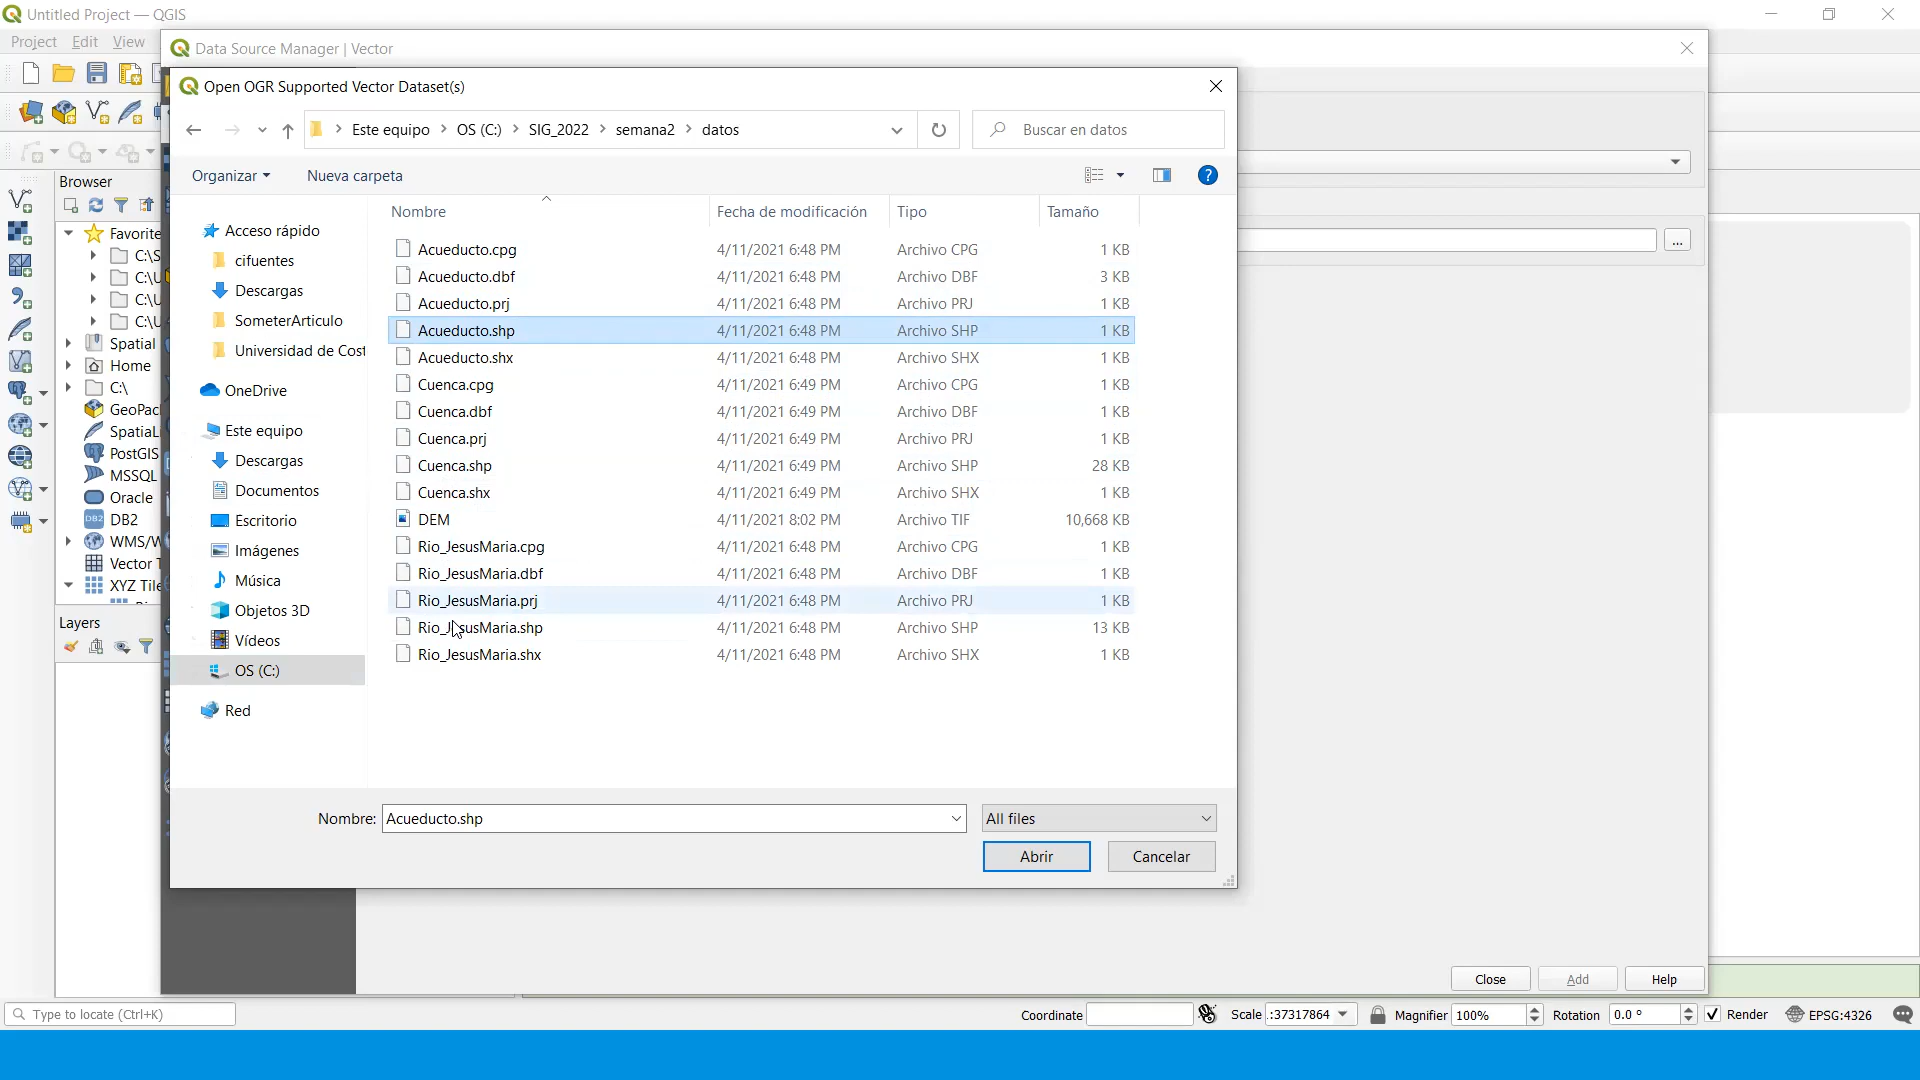 Untitled Project — QGIS
Project Edit View
Data Source Manager | Vector
Open OGR Supported Vector Dataset(s)
Este equipo > OS (C:) > SIG_2022 > semana2 > datos
Buscar en datos
Organizar
Nueva carpeta
...
Browser
Favorite
C:\S
C:\U
C:\U
C:\U
Spatial
Home
C:\
GeoPac
SpatiaLi
PostGIS
MSSQL
Oracle
DB2
WMS/W
Vector T
XYZ Tile
Layers
Acceso rápido
cifuentes
Descargas
SometerArticulo
Universidad de Cost
OneDrive
Este equipo
Descargas
Documentos
Escritorio
Imágenes
Música
Objetos 3D
Vídeos
OS (C:)
Red
Nombre Fecha de modificación Tipo Tamaño
Acueducto.cpg 4/11/2021 6:48 PM Archivo CPG 1 KB
Acueducto.dbf 4/11/2021 6:48 PM Archivo DBF 3 KB
Acueducto.prj 4/11/2021 6:48 PM Archivo PRJ 1 KB
Acueducto.shp 4/11/2021 6:48 PM Archivo SHP 1 KB
Acueducto.shx 4/11/2021 6:48 PM Archivo SHX 1 KB
Cuenca.cpg 4/11/2021 6:49 PM Archivo CPG 1 KB
Cuenca.dbf 4/11/2021 6:49 PM Archivo DBF 1 KB
Cuenca.prj 4/11/2021 6:49 PM Archivo PRJ 1 KB
Cuenca.shp 4/11/2021 6:49 PM Archivo SHP 28 KB
Cuenca.shx 4/11/2021 6:49 PM Archivo SHX 1 KB
DEM 4/11/2021 8:02 PM Archivo TIF 10,668 KB
Rio_JesusMaria.cpg 4/11/2021 6:48 PM Archivo CPG 1 KB
Rio_JesusMaria.dbf 4/11/2021 6:48 PM Archivo DBF 1 KB
Rio_JesusMaria.prj 4/11/2021 6:48 PM Archivo PRJ 1 KB
Rio_JesusMaria.shp 4/11/2021 6:48 PM Archivo SHP 13 KB
Rio_JesusMaria.shx 4/11/2021 6:48 PM Archivo SHX 1 KB
Nombre: Acueducto.shp All files
Abrir Cancelar
Close Add Help
Type to locate (Ctrl+K) Coordinate Scale :37317864 Magnifier 100% Rotation 0.0 ° Render EPSG:4326